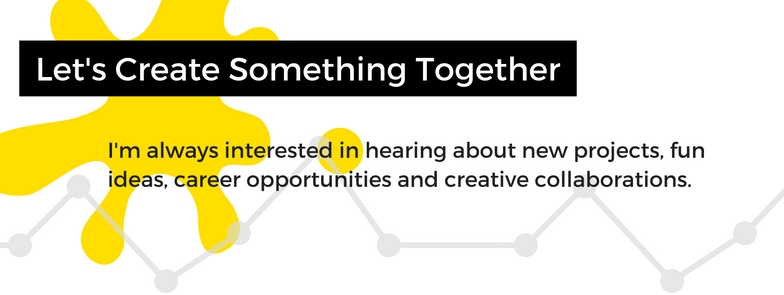 Let's Create Something Together
I'm always interested in hearing about new projects, fun
ideas, career opportunities and creative collaborations.